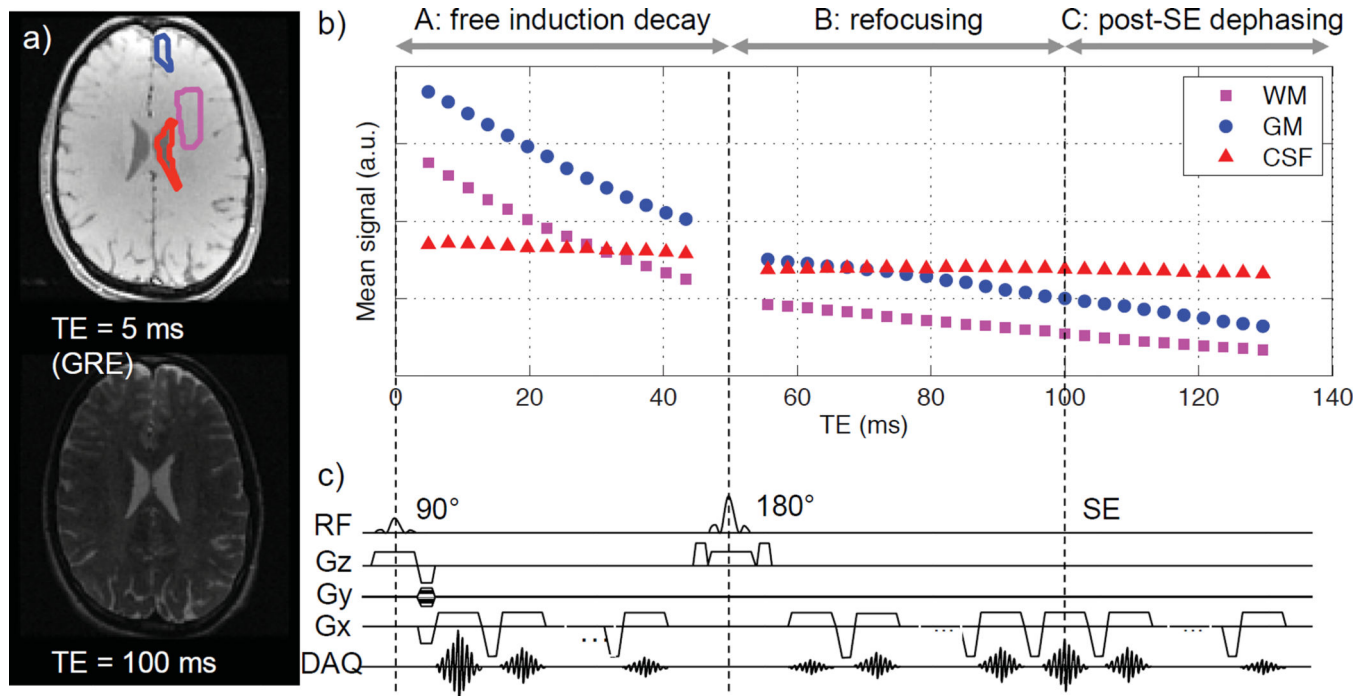 a)
TE = 5 ms
(GRE)
TE = 100 ms
b)
A: free induction decay
B: refocusing
C: post-SE dephasing
Mean signal (a.u.)
WM
GM
CSF
0
20
40
60
80
100
120
140
TE (ms)
c)
RF
90°
180°
SE
Gz
Gy
Gx
...
...
...
DAQ